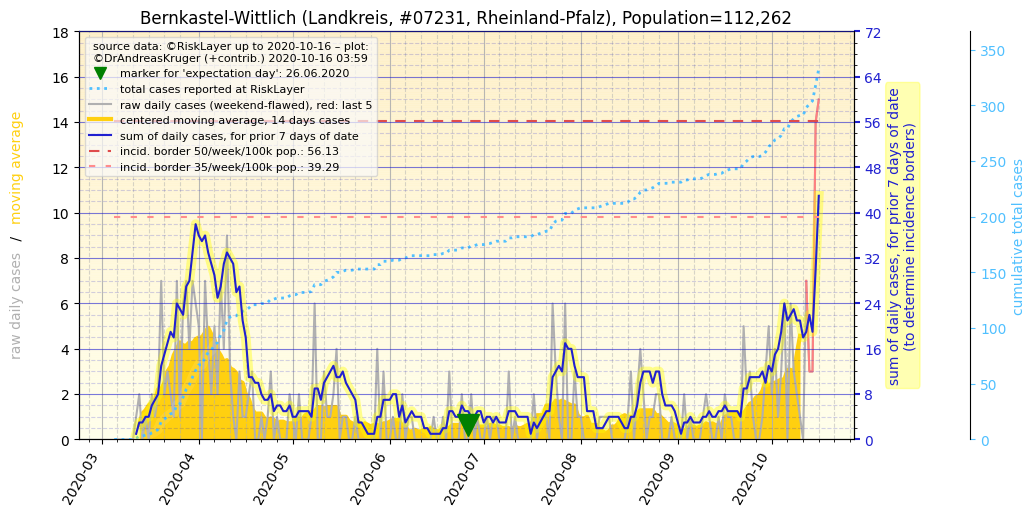 Bernkastel-Wittlich (Landkreis, #07231, Rheinland-Pfalz), Population=112,262
source data: ©RiskLayer up to 2020-10-16 – plot:
©DrAndreasKruger (+contrib.) 2020-10-16 03:59
marker for 'expectation day': 26.06.2020
total cases reported at RiskLayer
raw daily cases (weekend-flawed), red: last 5
centered moving average, 14 days cases
sum of daily cases, for prior 7 days of date
incid. border 50/week/100k pop.: 56.13
incid. border 35/week/100k pop.: 39.29
raw daily cases / moving average
18
16
14
12
10
8
6
4
2
0
72
64
56
48
40
32
24
16
8
0
sum of daily cases, for prior 7 days of date
(to determine incidence borders)
350
300
250
200
150
100
50
0
cumulative total cases
2020-03
2020-04
2020-05
2020-06
2020-07
2020-08
2020-09
2020-10